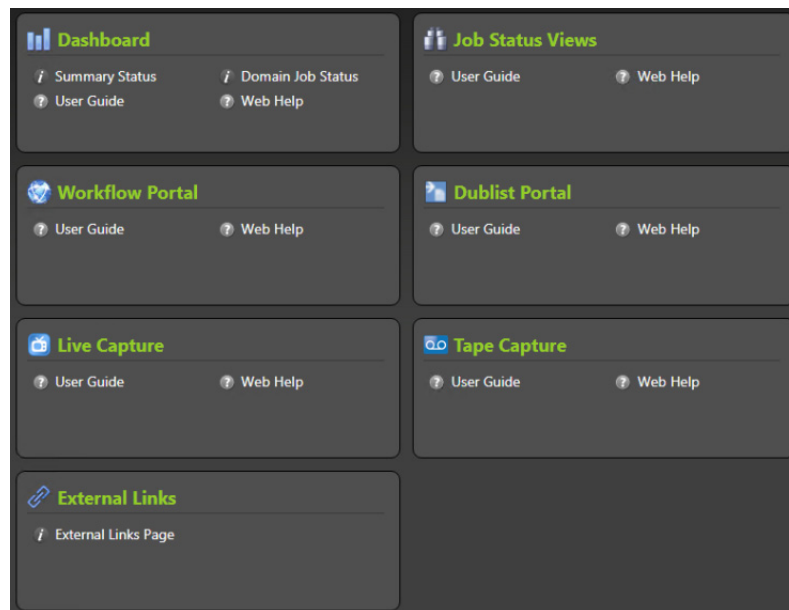 Dashboard
Summary Status
Domain Job Status
User Guide
Web Help
Job Status Views
User Guide
Web Help
Workflow Portal
User Guide
Web Help
Dublist Portal
User Guide
Web Help
Live Capture
User Guide
Web Help
Tape Capture
User Guide
Web Help
External Links
External Links Page